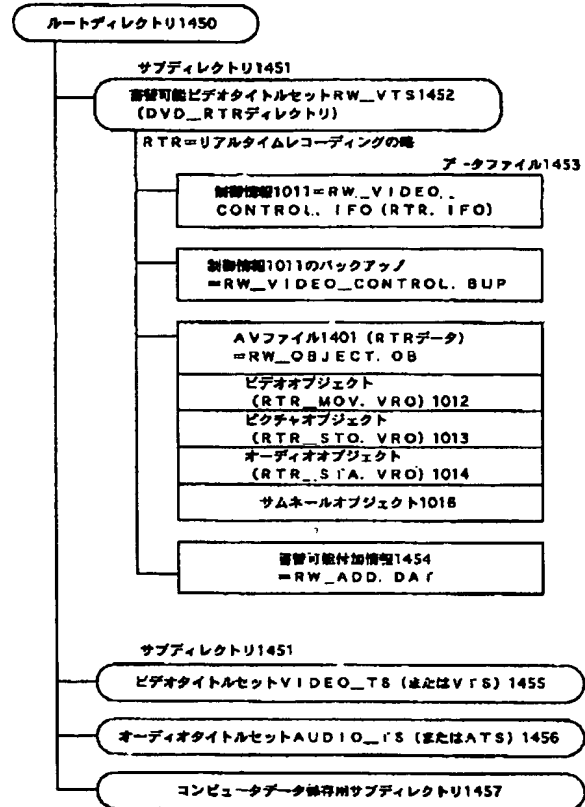 ルートディレクトリ1450
サブディレクトリ1451
書替可能ビデオタイトルセットRW_VTS1452
(DVD_RTRディレクトリ)
RTR=リアルタイムレコーディングの略
データファイル1453
制御情報1011=RW_VIDEO_
CONTROL. IFO (RTR. IFO)
制御情報1011のバックアップ
=RW_VIDEO_CONTROL. BUP
AVファイル1401 (RTRデータ)
=RW_OBJECT. OB
ビデオオブジェクト
(RTR_MOV. VRO) 1012
ピクチャオブジェクト
(RTR_STO. VRO) 1013
オーディオオブジェクト
(RTR_STA. VRO) 1014
サムネールオブジェクト1016
書替可能付加情報1454
=RW_ADD. DAT
サブディレクトリ1451
ビデオタイトルセットVIDEO_TS (またはVTS) 1455
オーディオタイトルセットAUDIO_TS (またはATS) 1456
コンピュータデータ保存用サブディレクトリ1457